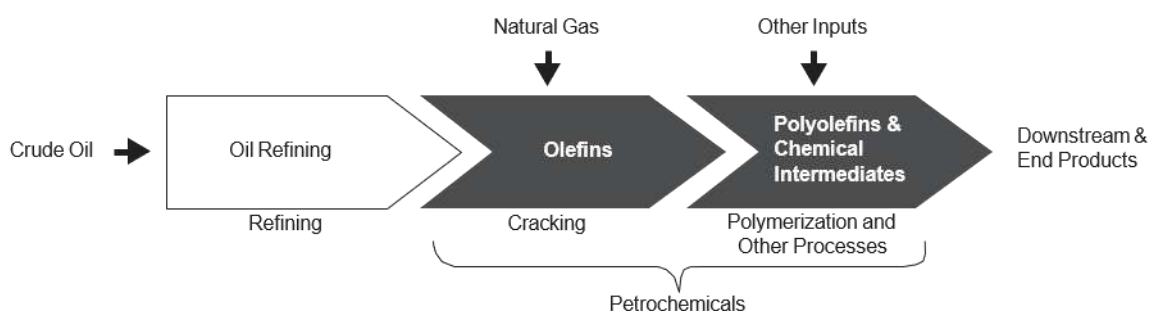 Natural Gas
Other Inputs
Crude Oil
Oil Refining
Olefins
Polyolefins &
Chemical
Intermediates
Downstream &
End Products
Refining
Cracking
Polymerization and
Other Processes
Petrochemicals